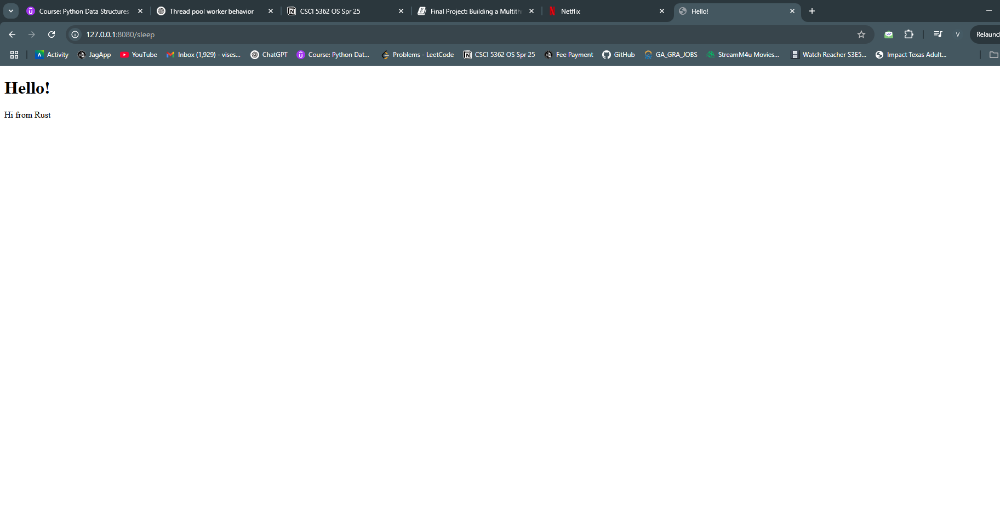 Course: Python Data Structures
Thread pool worker behavior
CSCI 5362 OS Spr 25
Final Project: Building a Multith
Netflix
Hello!
127.0.0.1:8080/sleep
V
Relaunc
Activity
JagApp
YouTube
Inbox (1,929) - vises...
ChatGPT
Course: Python Dat...
Problems - LeetCode
CSCI 5362 OS Spr 25
Fee Payment
GitHub
GA_GRA_JOBS
StreamM4u Movies...
Watch Reacher S3E5...
Impact Texas Adult...
Hello!
Hi from Rust